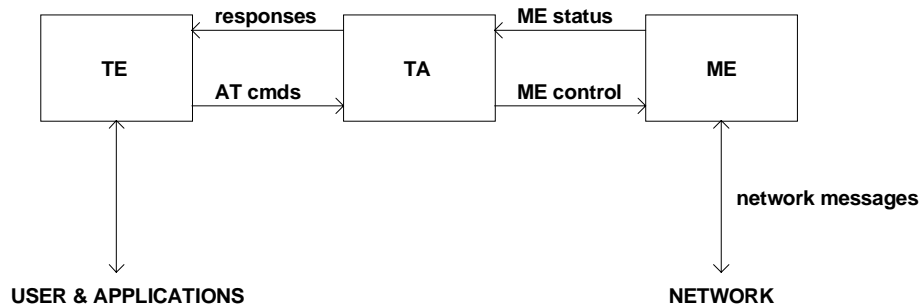 responses
ME status
TE
TA
ME
AT cmds
ME control
network messages
USER & APPLICATIONS
NETWORK